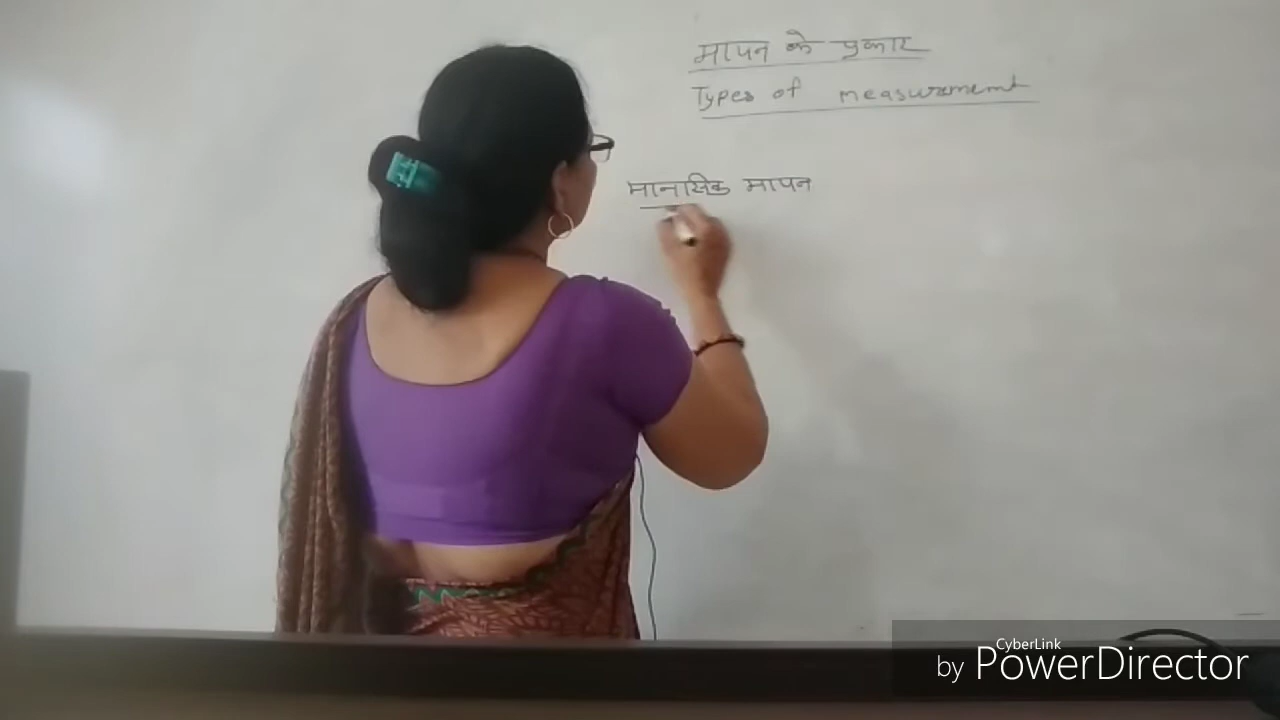 मापन के प्रकार
Types of measurement
मानसिक मापन
CyberLink
by PowerDirector